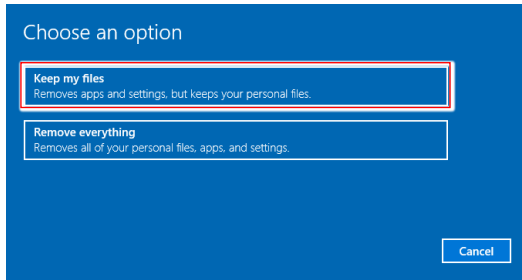 Choose an option
Keep my files
Removes apps and settings, but keeps your personal files.
Remove everything
Removes all of your personal files, apps, and settings.
Cancel